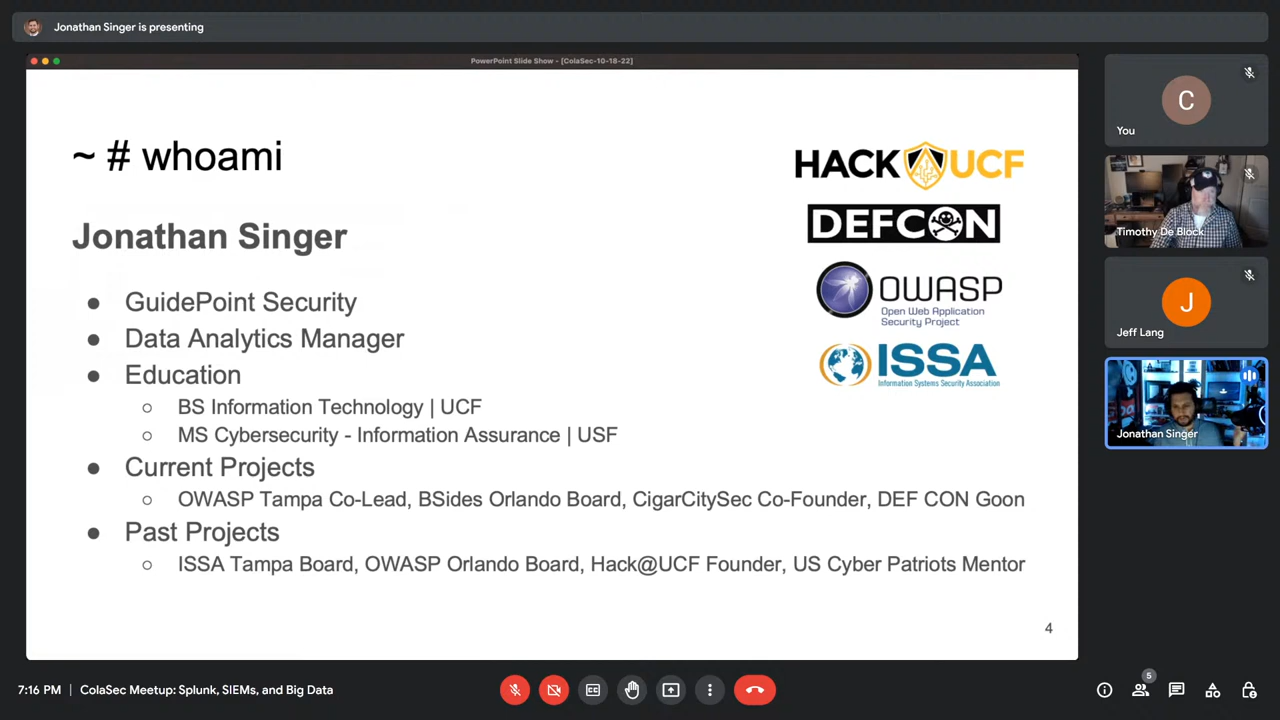 Jonathan Singer is presenting
PowerPoint Slide Show - [ColaSec-10-18-22]
~ # whoami
Jonathan Singer
● GuidePoint Security
● Data Analytics Manager
● Education
○ BS Information Technology | UCF
○ MS Cybersecurity - Information Assurance | USF
● Current Projects
○ OWASP Tampa Co-Lead, BSides Orlando Board, CigarCitySec Co-Founder, DEF CON Goon
● Past Projects
○ ISSA Tampa Board, OWASP Orlando Board, Hack@UCF Founder, US Cyber Patriots Mentor
HACK UCF
DEFCON
OWASP
Open Web Application
Security Project
ISSA
Information Systems Security Association
4
C
You
Timothy De Block
J
Jeff Lang
Jonathan Singer
7:16 PM | ColaSec Meetup: Splunk, SIEMs, and Big Data
CC
5